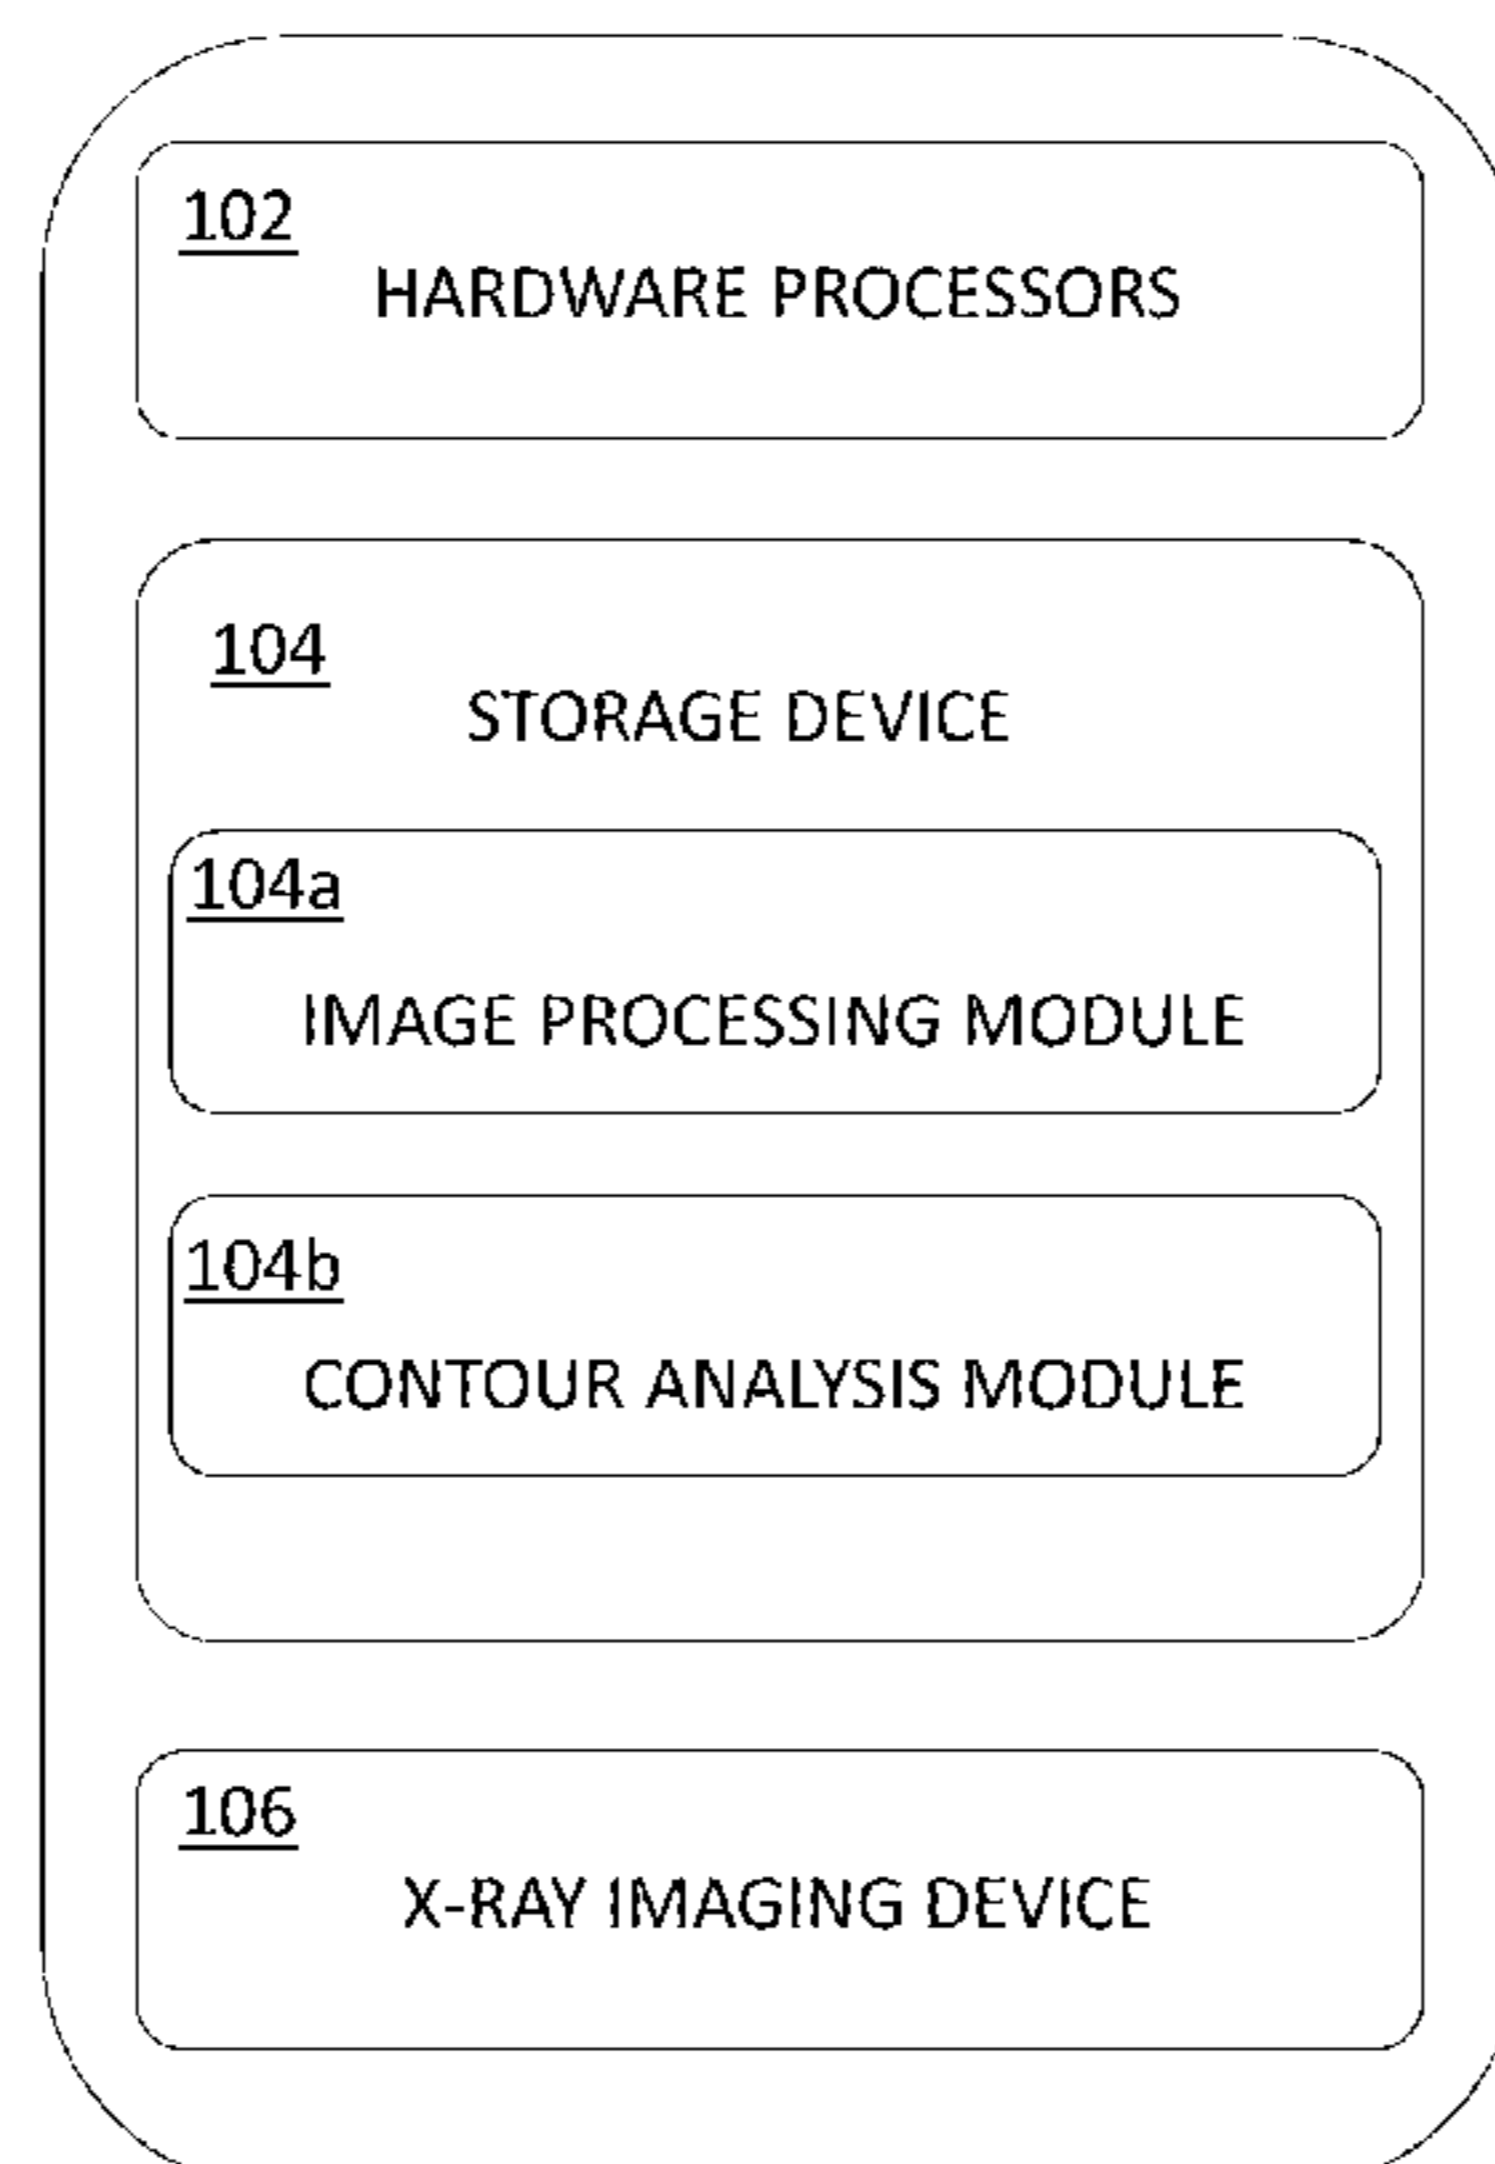 102
HARDWARE PROCESSORS
104
STORAGE DEVICE
104a
IMAGE PROCESSING MODULE
104b
CONTOUR ANALYSIS MODULE
106
X-RAY IMAGING DEVICE